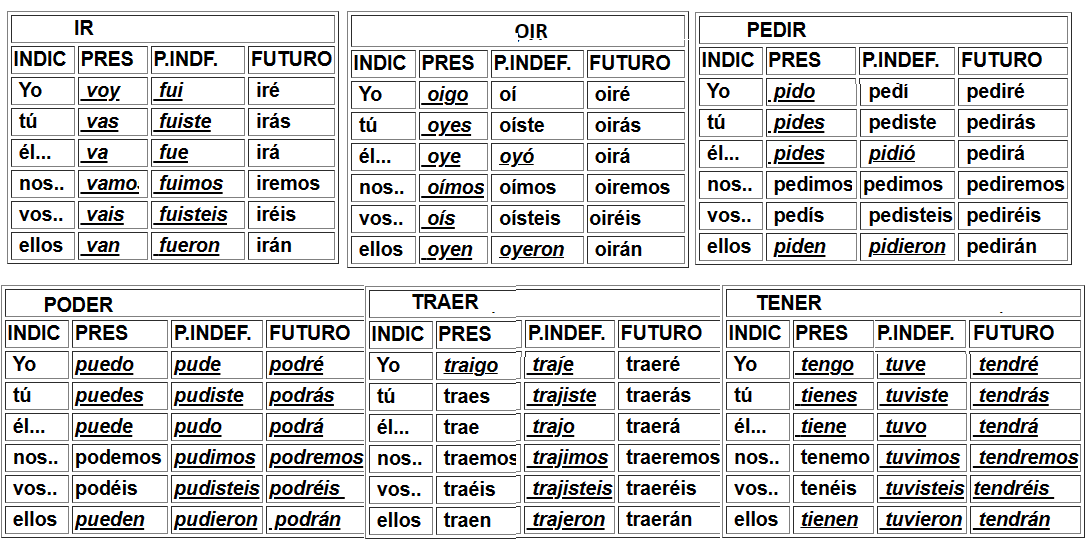 IR
INDIC PRES P.INDF. FUTURO
Yo voy fui iré
tú vas fuiste irás
él... va fue irá
nos.. vamo. fuimos iremos
vos.. vais fuisteis iréis
ellos van fueron irán
OIR
INDIC PRES P.INDEF. FUTURO
Yo oigo oí oiré
tú oyes oíste oirás
él... oye oyó oirá
nos.. oímos oímos oiremos
vos.. oís oísteis oiréis
ellos oyen oyeron oirán
PEDIR
INDIC PRES P.INDEF. FUTURO
Yo pido pedí pediré
tú pides pediste pedirás
él... pides pidió pedirá
nos.. pedimos pedimos pediremos
vos.. pedís pedisteis pediréis
ellos piden pidieron pedirán
PODER
INDIC PRES P.INDEF. FUTURO
Yo puedo pude podré
tú puedes pudiste podrás
él... puede pudo podrá
nos.. podemos pudimos podremos
vos.. podéis pudisteis podréis
ellos pueden pudieron podrán
TRAER
INDIC PRES P.INDEF. FUTURO
Yo traigo traíe traeré
tú traes trajiste traerás
él... trae trajo traerá
nos.. traemos trajimos traeremos
vos.. traéis trajisteis traeréis
ellos traen trajeron traerán
TENER
INDIC PRES P.INDEF. FUTURO
Yo tengo tuve tendré
tú tienes tuviste tendrás
él... tiene tuvo tendrá
nos.. tenemo tuvimos tendremos
vos.. tenéis tuvisteis tendréis
ellos tienen tuvieron tendrán